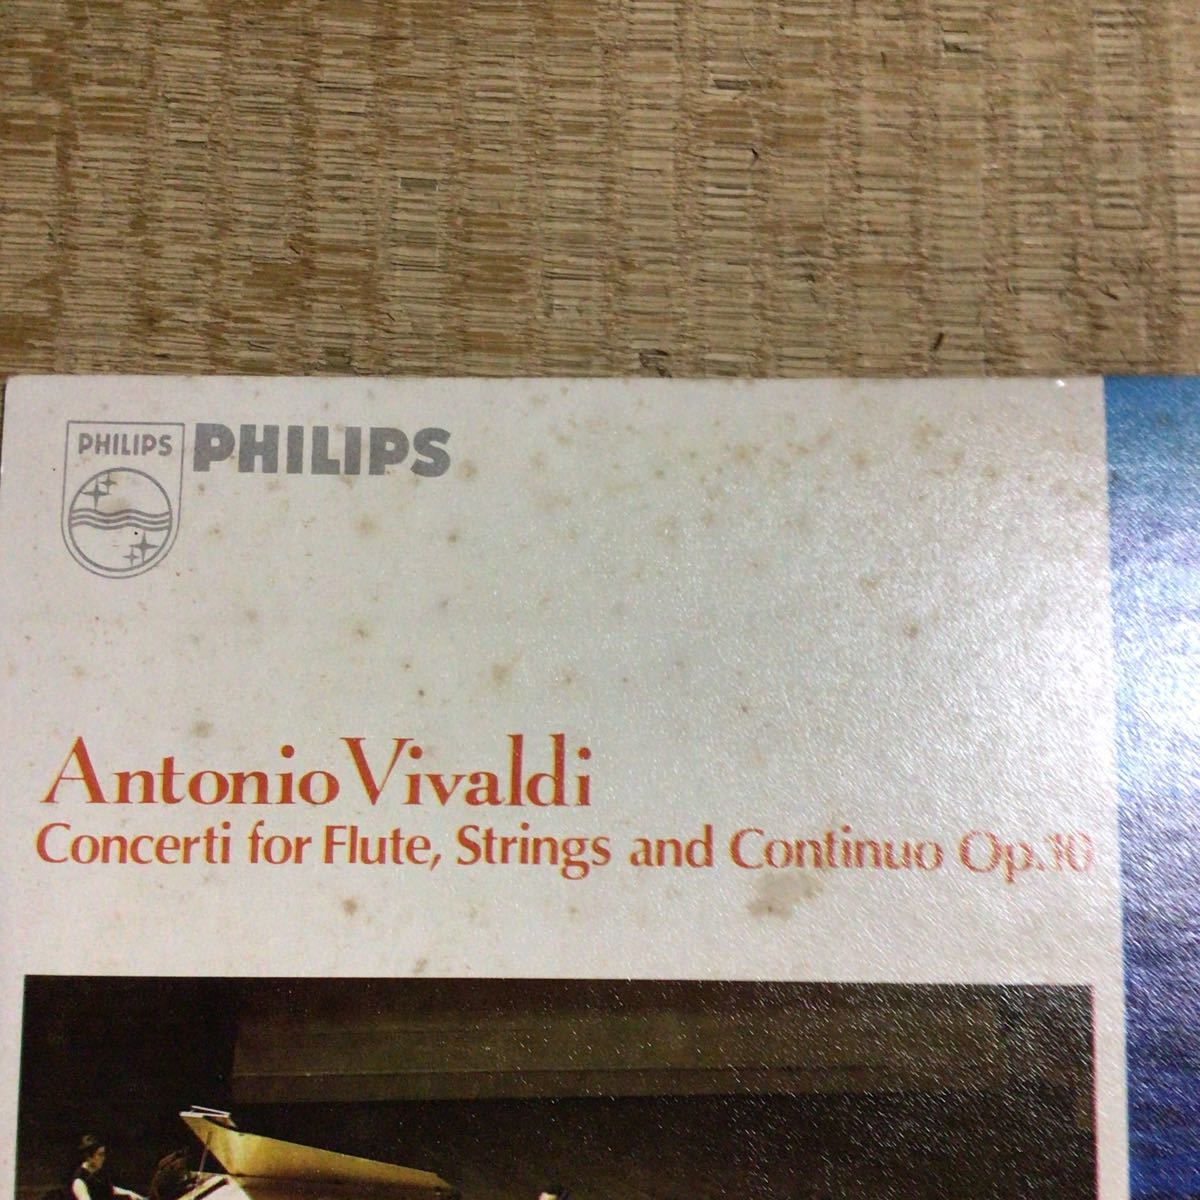 PHILIPS PHILIPS
Antonio Vivaldi
Concerti for Flute, Strings and Continuo Op.10